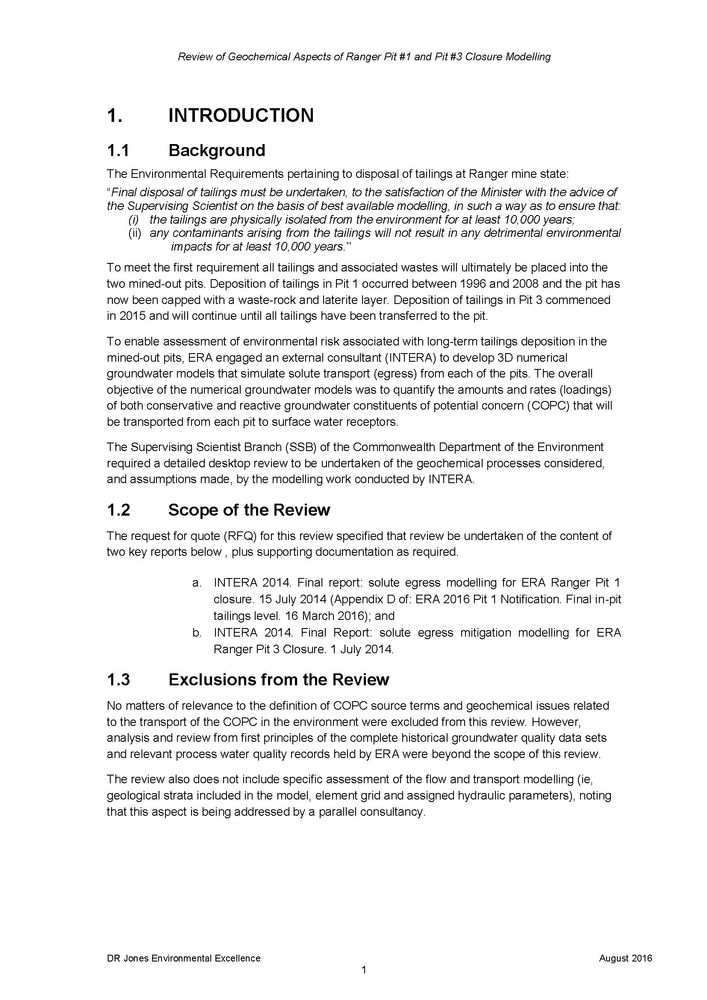 Review of Geochemical Aspects of Ranger Pit #1 and Pit #3 Closure Modelling
1. INTRODUCTION
1.1 Background
The Environmental Requirements pertaining to disposal of tailings at Ranger mine state:
“Final disposal of tailings must be undertaken, to the satisfaction of the Minister with the advice of
the Supervising Scientist on the basis of best available modelling, in such a way as to ensure that:
(i) the tailings are physically isolated from the environment for at least 10,000 years;
(ii) any contaminants arising from the tailings will not result in any detrimental environmental
impacts for at least 10,000 years.”
To meet the first requirement all tailings and associated wastes will ultimately be placed into the
two mined-out pits. Deposition of tailings in Pit 1 occurred between 1996 and 2008 and the pit has
now been capped with a waste-rock and laterite layer. Deposition of tailings in Pit 3 commenced
in 2015 and will continue until all tailings have been transferred to the pit.
To enable assessment of environmental risk associated with long-term tailings deposition in the
mined-out pits, ERA engaged an external consultant (INTERA) to develop 3D numerical
groundwater models that simulate solute transport (egress) from each of the pits. The overall
objective of the numerical groundwater models was to quantify the amounts and rates (loadings)
of both conservative and reactive groundwater constituents of potential concern (COPC) that will
be transported from each pit to surface water receptors.
The Supervising Scientist Branch (SSB) of the Commonwealth Department of the Environment
required a detailed desktop review to be undertaken of the geochemical processes considered,
and assumptions made, by the modelling work conducted by INTERA.
1.2 Scope of the Review
The request for quote (RFQ) for this review specified that review be undertaken of the content of
two key reports below , plus supporting documentation as required.
a. INTERA 2014. Final report: solute egress modelling for ERA Ranger Pit 1
closure. 15 July 2014 (Appendix D of: ERA 2016 Pit 1 Notification. Final in-pit
tailings level. 16 March 2016); and
b. INTERA 2014. Final Report: solute egress mitigation modelling for ERA
Ranger Pit 3 Closure. 1 July 2014.
1.3 Exclusions from the Review
No matters of relevance to the definition of COPC source terms and geochemical issues related
to the transport of the COPC in the environment were excluded from this review. However,
analysis and review from first principles of the complete historical groundwater quality data sets
and relevant process water quality records held by ERA were beyond the scope of this review.
The review also does not include specific assessment of the flow and transport modelling (ie,
geological strata included in the model, element grid and assigned hydraulic parameters), noting
that this aspect is being addressed by a parallel consultancy.
DR Jones Environmental Excellence August 2016
1